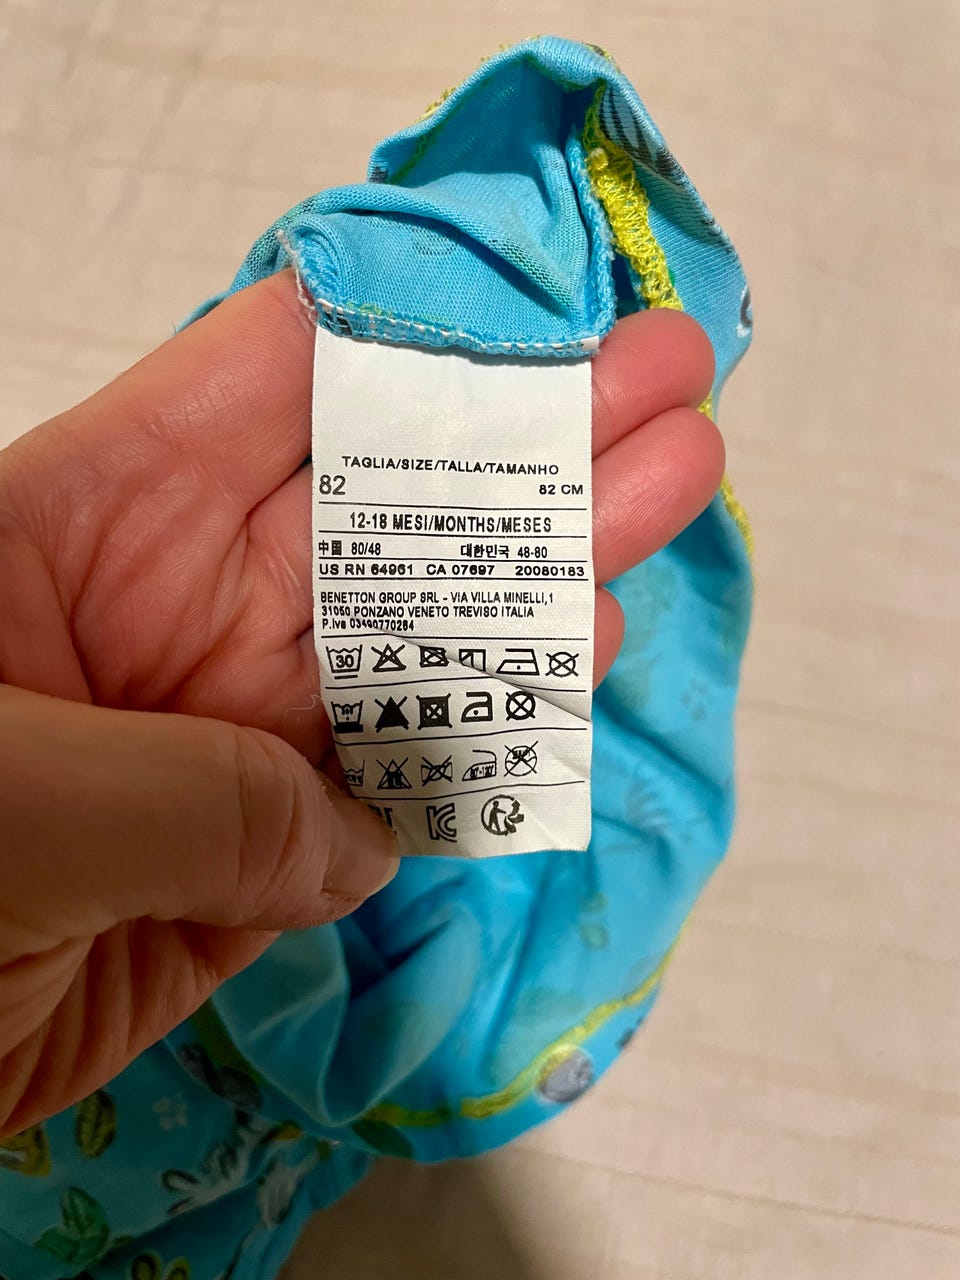 TAGLIA/SIZE/TALLA/TAMANHO
82 82 CM
12-18 MESI/MONTHS/MESES
中国 80/48 대한민국 48-80
US RN 64961 CA 07697 20080183
BENETTON GROUP SRL - VIA VILLA MINELLI,1
31050 PONZANO VENETO TREVISO ITALIA
P.iva 03490770264
30